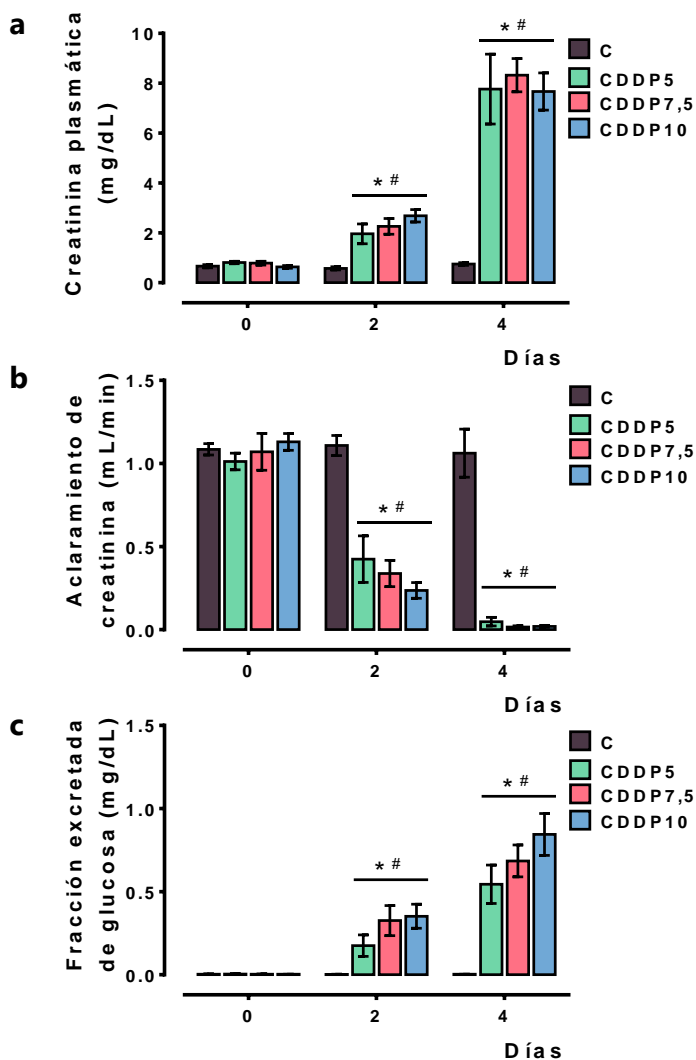 a
Creatinina plasmática
(mg/dL)
10
8
6
4
2
0
* #
* #
C
CDDP5
CDDP7,5
CDDP10
0
2
4
Días
b
Aclaramiento de
creatinina (mL/min)
1.5
1.0
0.5
0.0
* #
* #
C
CDDP5
CDDP7,5
CDDP10
0
2
4
Días
c
Fracción excretada
de glucosa (mg/dL)
1.5
1.0
0.5
0.0
* #
* #
C
CDDP5
CDDP7,5
CDDP10
0
2
4
Días